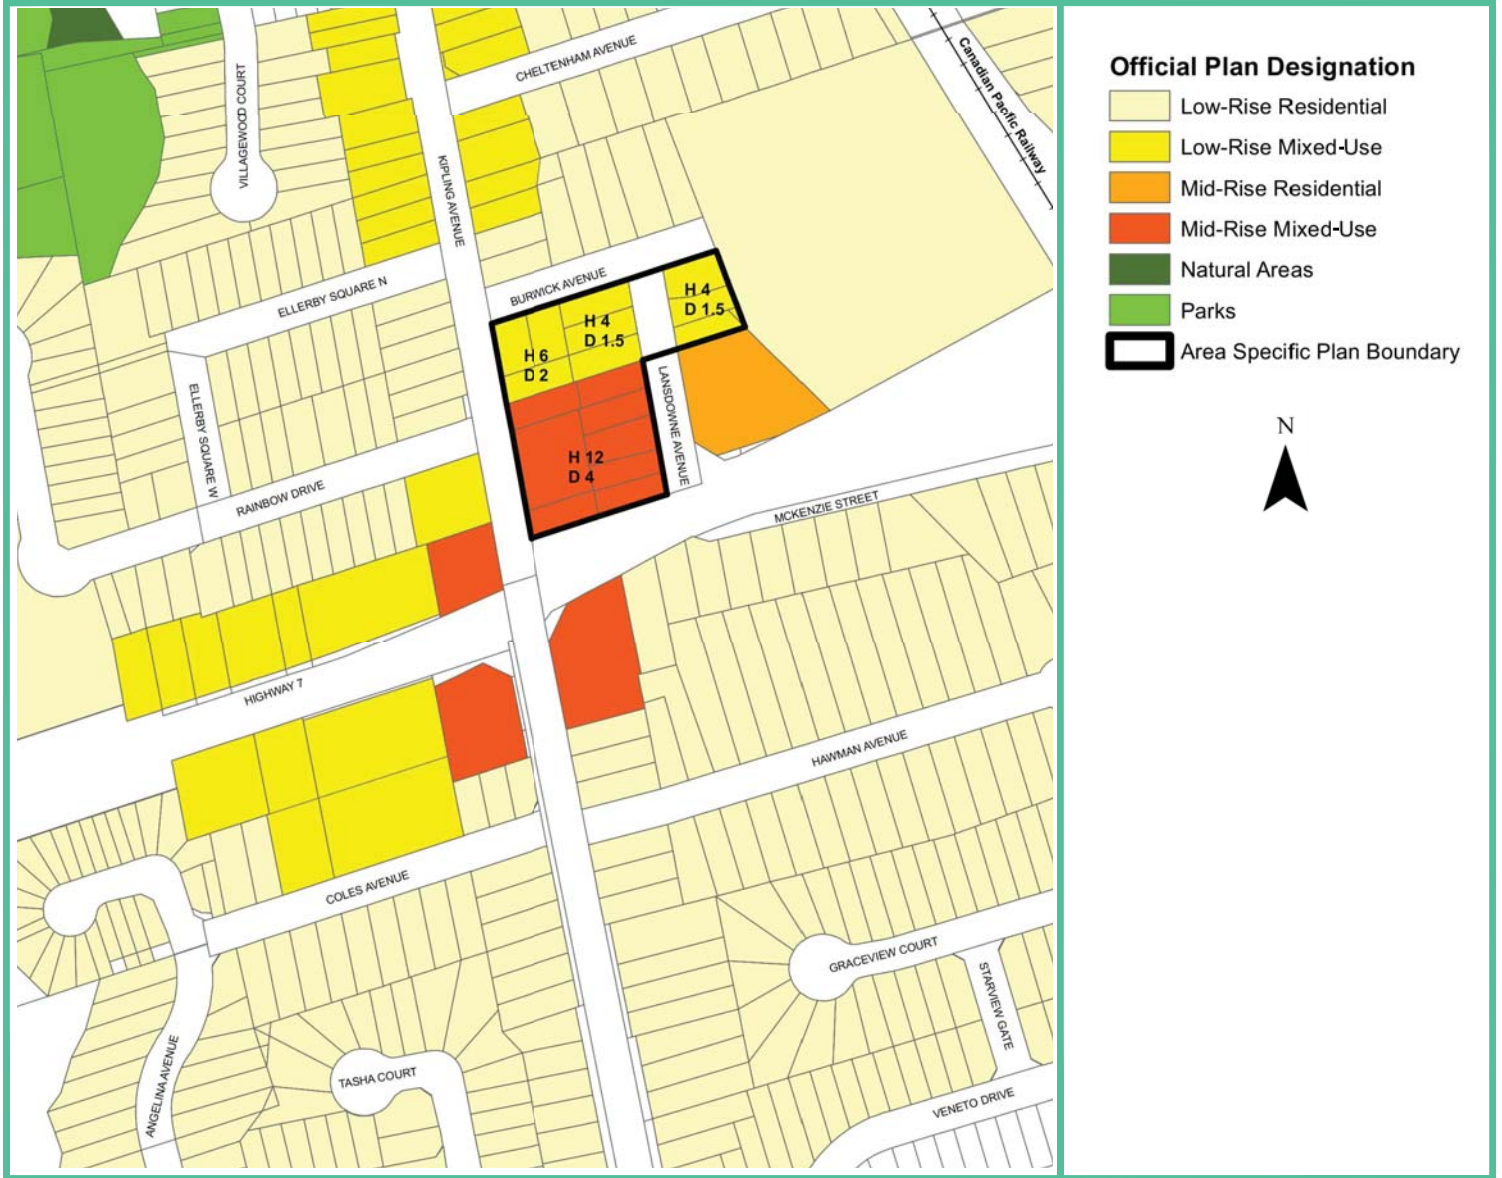 CHELTENHAM AVENUE
Canadian Pacific Railway
VILLAGEWOOD COURT
KIPLING AVENUE
BURWICK AVENUE
ELLERBY SQUARE N
H 4
D 1.5
H 4
D 1.5
H 6
D 2
LANSDOWNE AVENUE
ELLERBY SQUARE W
H 12
D 4
RAINBOW DRIVE
MCKENZIE STREET
HIGHWAY 7
HAWMAN AVENUE
COLES AVENUE
GRACEVIEW COURT
STARVIEW GATE
ANGELINA AVENUE
TASHA COURT
VENETO DRIVE
Official Plan Designation
Low-Rise Residential
Low-Rise Mixed-Use
Mid-Rise Residential
Mid-Rise Mixed-Use
Natural Areas
Parks
Area Specific Plan Boundary
N